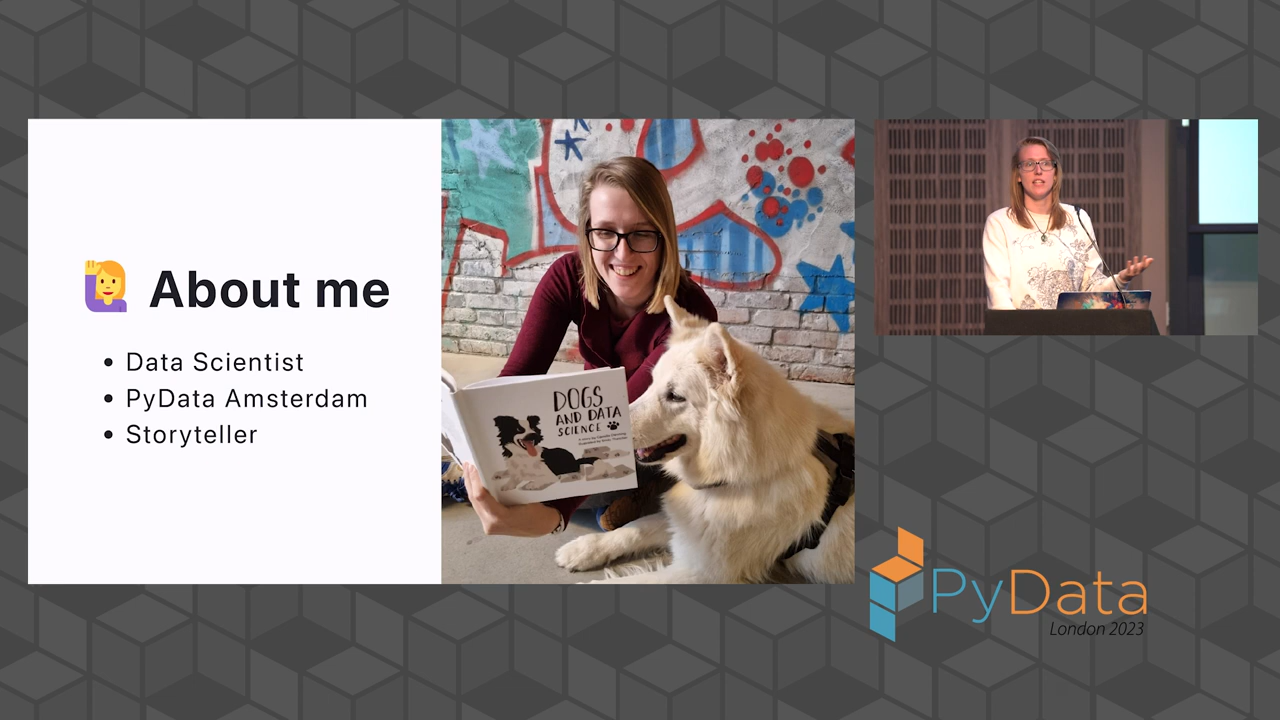 About me
Data Scientist
PyData Amsterdam
Storyteller
DOGS
AND DATA
SCIENCE
PyData
London 2023